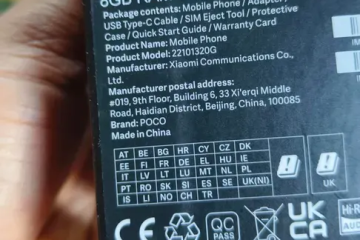 Package contents: Mobile Phone / Adapter /
USB Type-C Cable / SIM Eject Tool / Protective
Case / Quick Start Guide / Warranty Card
Product Name: Mobile Phone
Model: 22101320G
Manufacturer: Xiaomi Communications Co.,
Ltd.
Manufacturer postal address:
#019, 9th Floor, Building 6, 33 Xi'erqi Middle
Road, Haidian District, Beijing, China, 100085
Brand: POCO
Made in China
AT BE BG HR CY CZ DK
EE FI FR DE EL HU IE
IT LV LT LU MT NL PL
PT RO SK SI ES SE UK(NI)
IS LI NO CH TR
UK
CE
QC
PASS
UK
CA
Hi-R